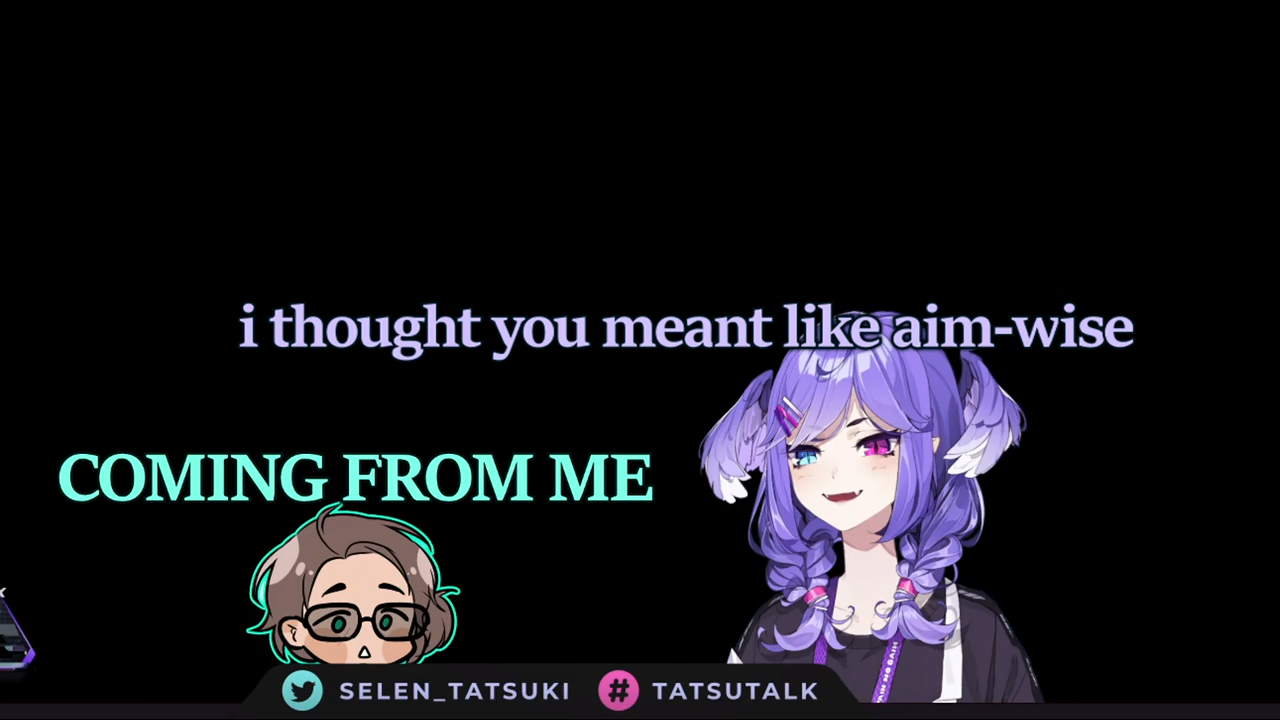 i thought you meant like aim-wise
COMING FROM ME
SELEN_TATSUKI
# TATSUTALK